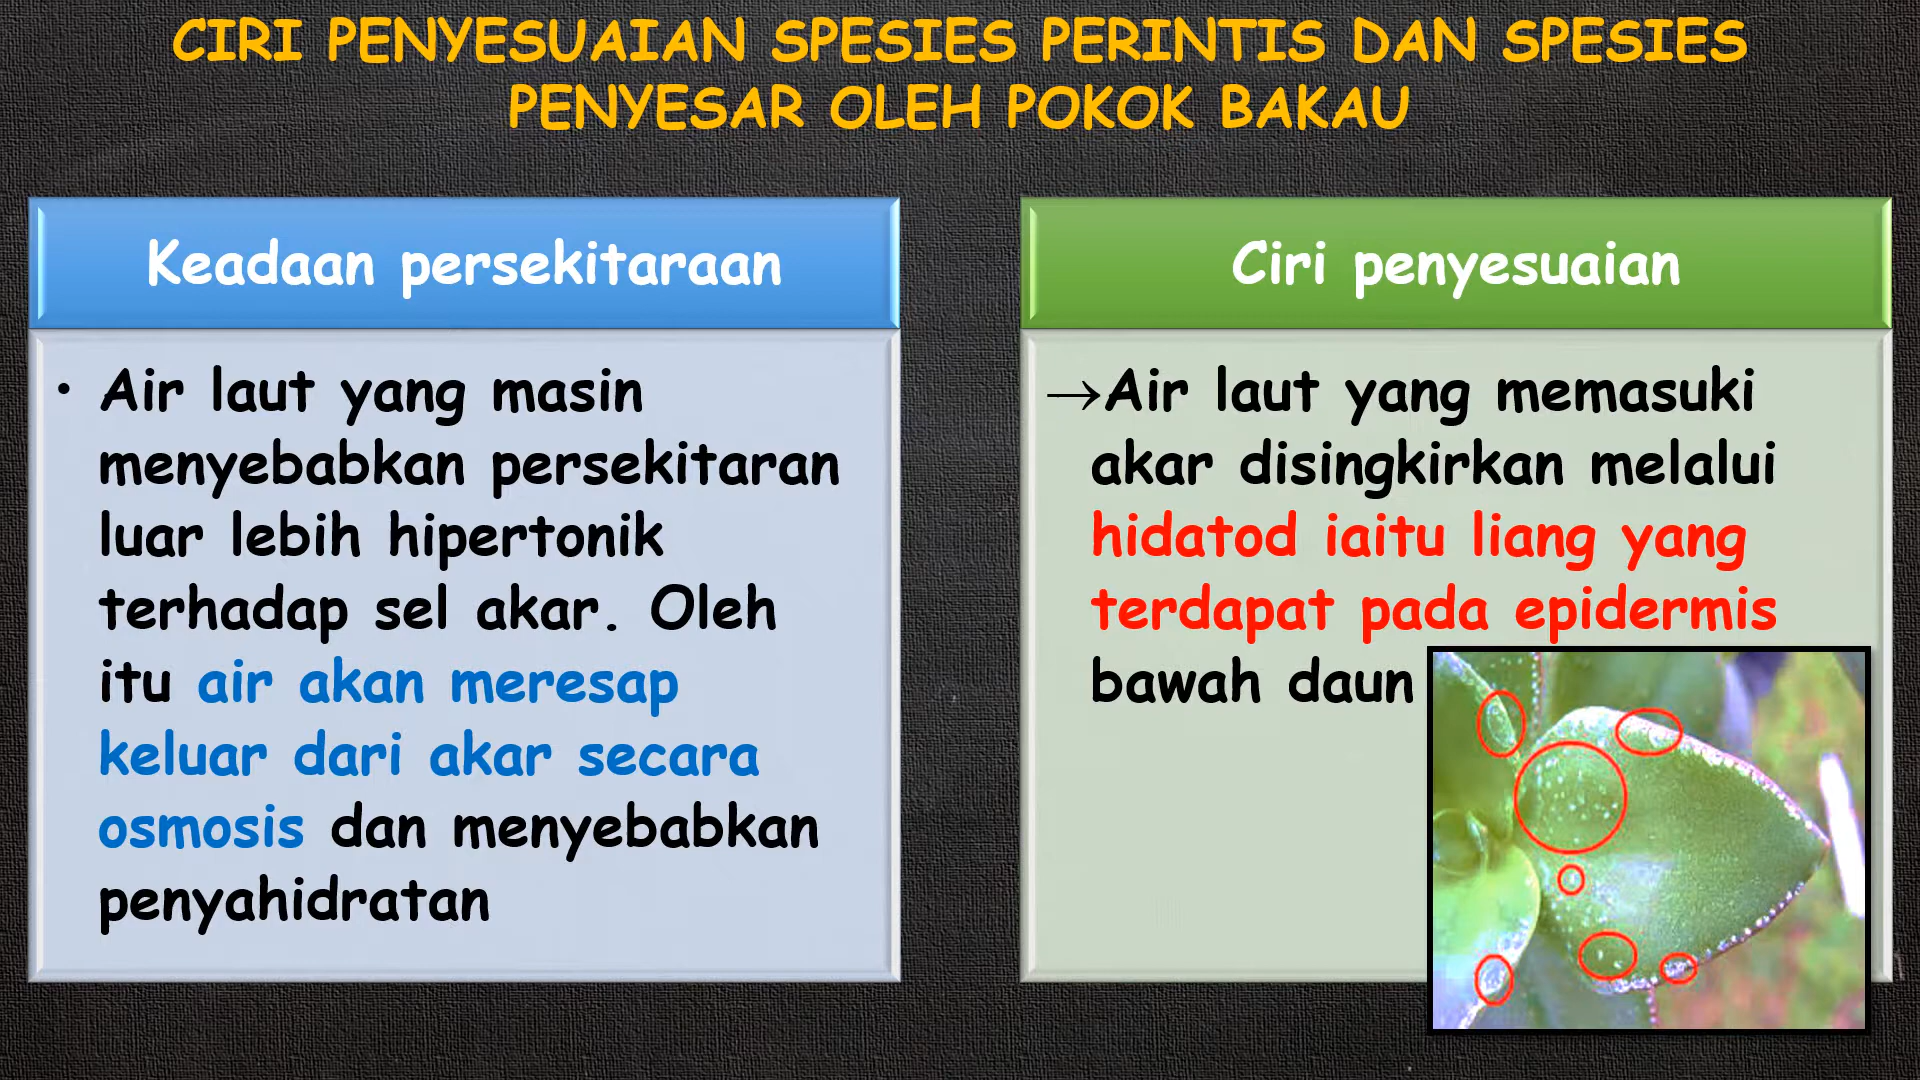 CIRI PENYESUAIAN SPESIES PERINTIS DAN SPESIES
PENYESAR OLEH POKOK BAKAU
Keadaan persekitaraan
• Air laut yang masin
menyebabkan persekitaran
luar lebih hipertonik
terhadap sel akar. Oleh
itu air akan meresap
keluar dari akar secara
osmosis dan menyebabkan
penyahidratan
Ciri penyesuaian
→Air laut yang memasuki
akar disingkirkan melalui
hidatod iaitu liang yang
terdapat pada epidermis
bawah daun